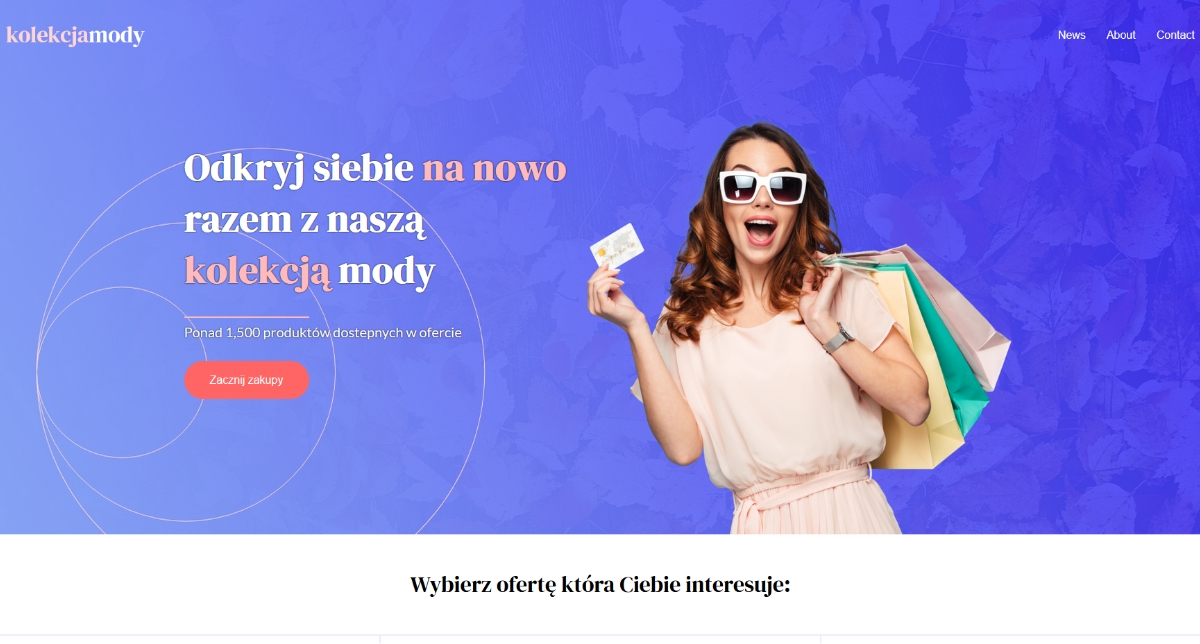 kolekcjamody
News About Contact
Odkryj siebie na nowo
razem z naszą
kolekcją mody
Ponad 1,500 produktów dostepnych w ofercie
Zacznij zakupy
Wybierz ofertę która Ciebie interesuje: